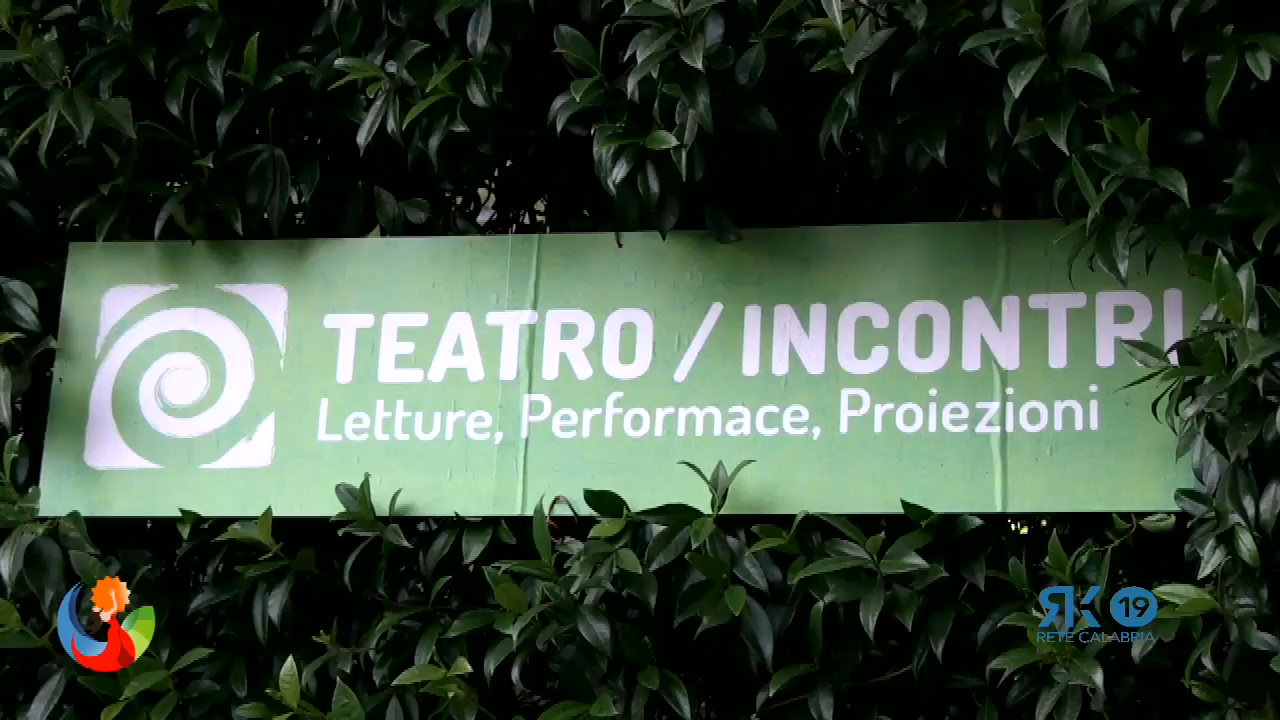 TEATRO / INCONTRI
Letture, Performace, Proiezioni
RK 19
RETE CALABRIA